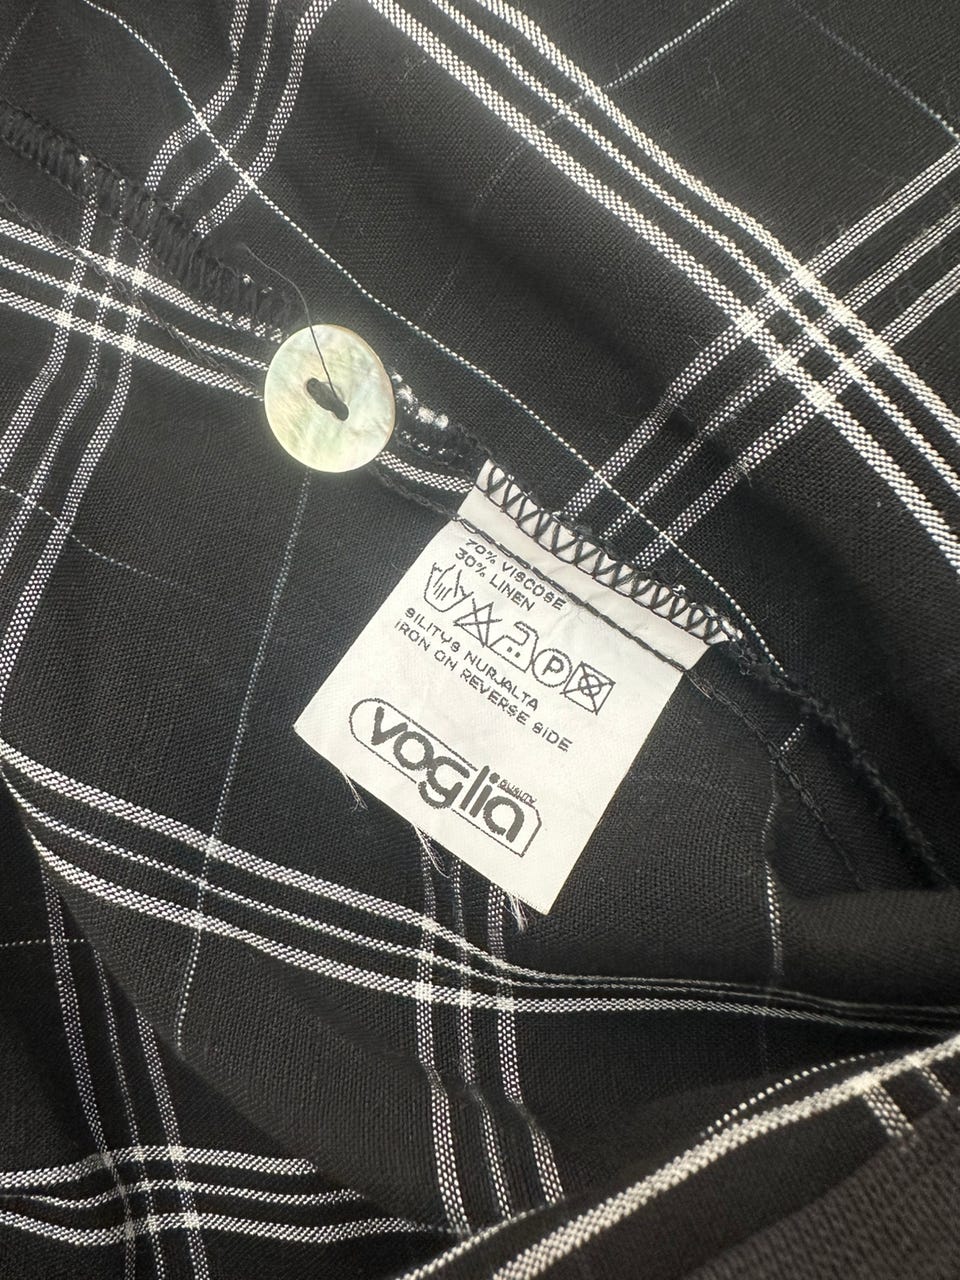 70% VISCOSE
30% LINEN
P
SILITYS NURJALTA
IRON ON REVERSE SIDE
voglia
QUALITY